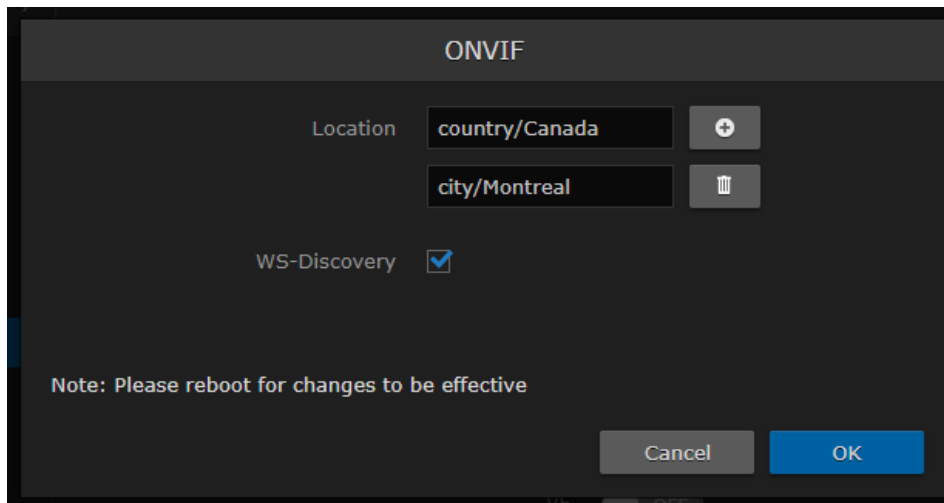 ONVIF
Location country/Canada
city/Montreal
WS-Discovery
Note: Please reboot for changes to be effective
Cancel OK